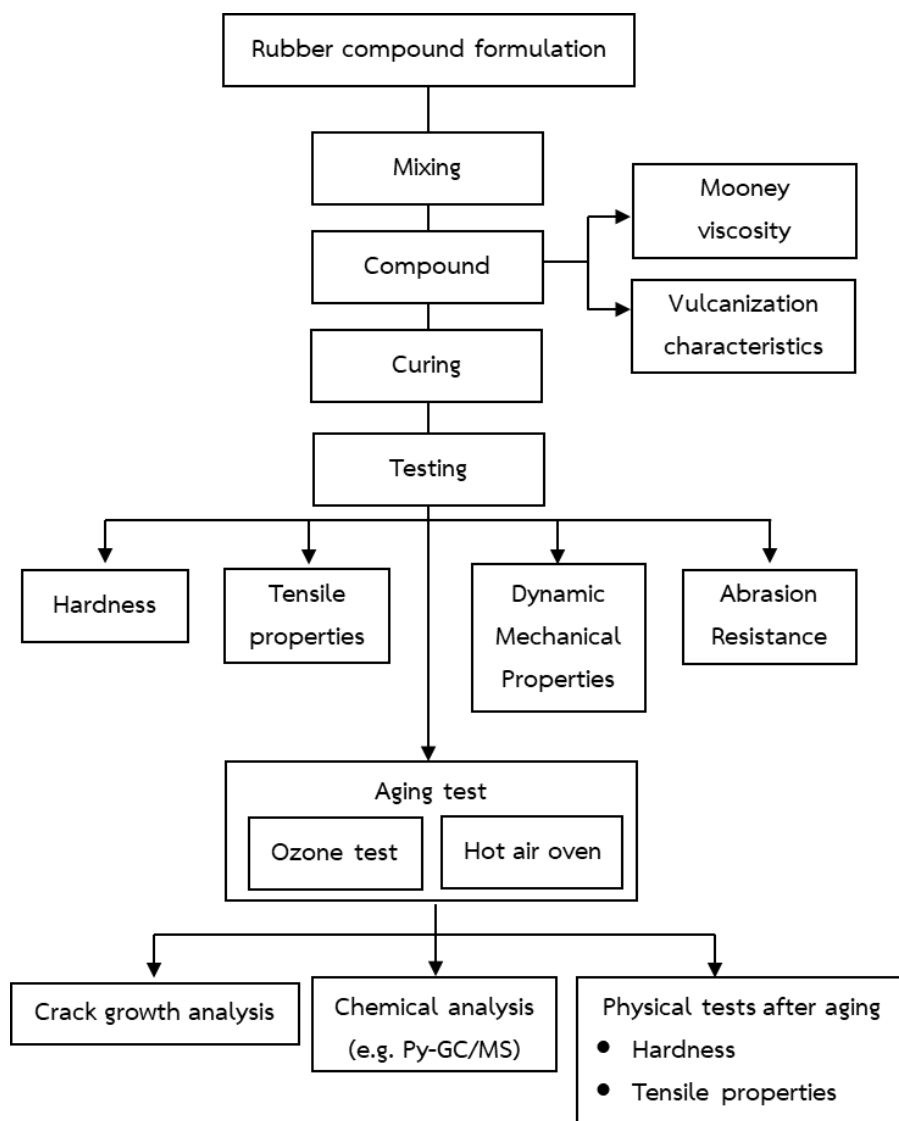 Rubber compound formulation
Mixing
Mooney
viscosity
Compound
Vulcanization
characteristics
Curing
Testing
Hardness
Tensile
properties
Dynamic
Mechanical
Properties
Abrasion
Resistance
Aging test
Ozone test
Hot air oven
Crack growth analysis
Chemical analysis
(e.g. Py-GC/MS)
Physical tests after aging
● Hardness
● Tensile properties